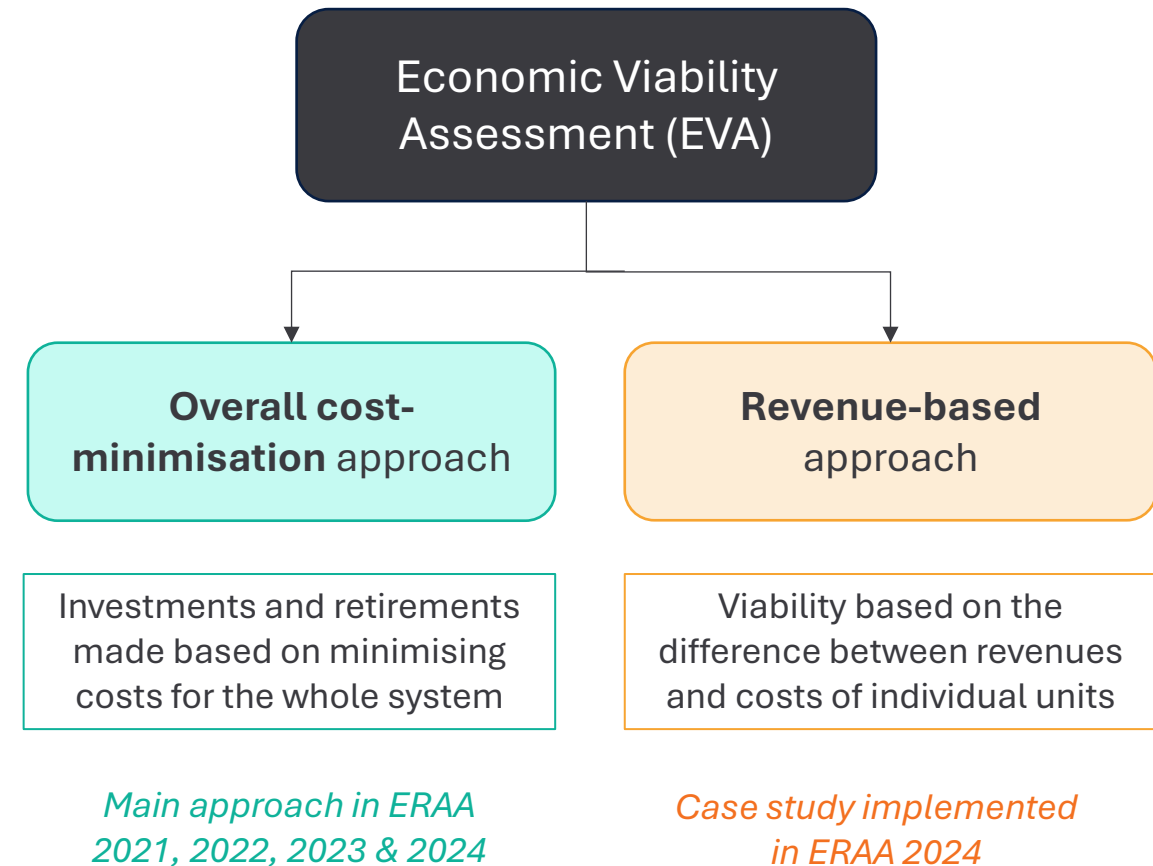 Economic Viability
Assessment (EVA)
Overall cost-
minimisation approach
Revenue-based
approach
Investments and retirements
made based on minimising
costs for the whole system
Viability based on the
difference between revenues
and costs of individual units
Main approach in ERAA
2021, 2022, 2023 & 2024
Case study implemented
in ERAA 2024